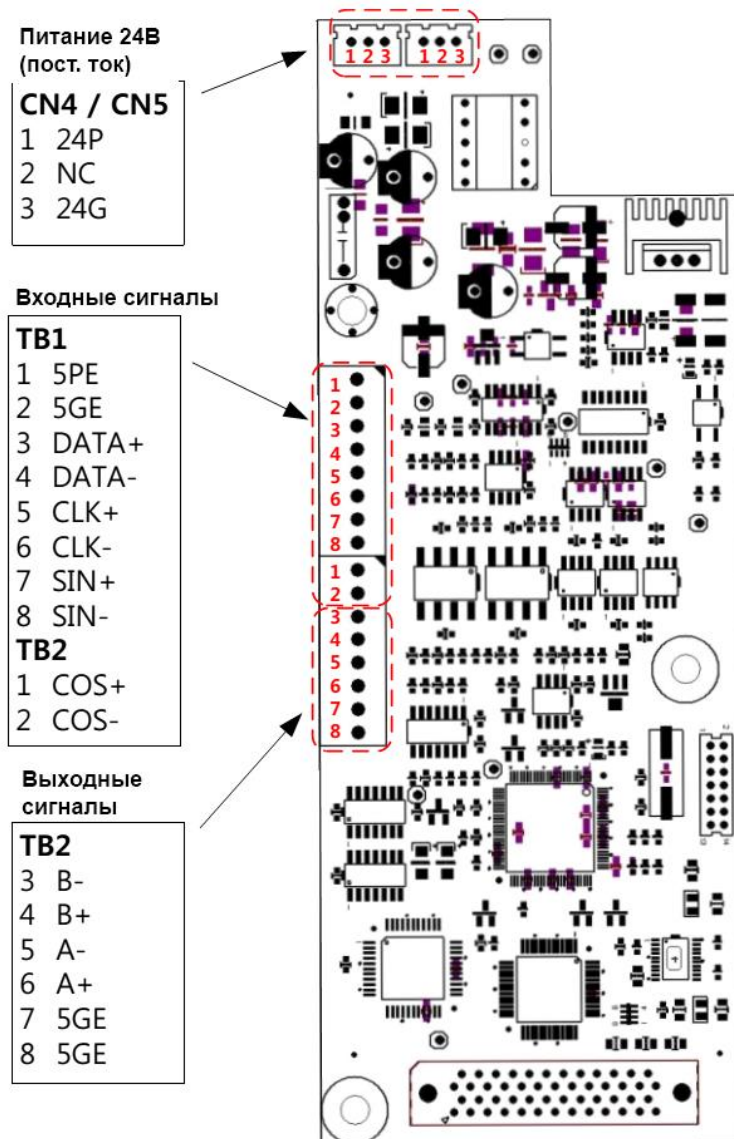 Питание 24В
(пост. ток)
CN4 / CN5
1 24P
2 NC
3 24G
1 2 3
1 2 3
Входные сигналы
TB1
1 5PE
2 5GE
3 DATA+
4 DATA-
5 CLK+
6 CLK-
7 SIN+
8 SIN-
TB2
1 COS+
2 COS-
1
2
3
4
5
6
7
8
1
2
3
4
5
6
7
8
Выходные
сигналы
TB2
3 B-
4 B+
5 A-
6 A+
7 5GE
8 5GE